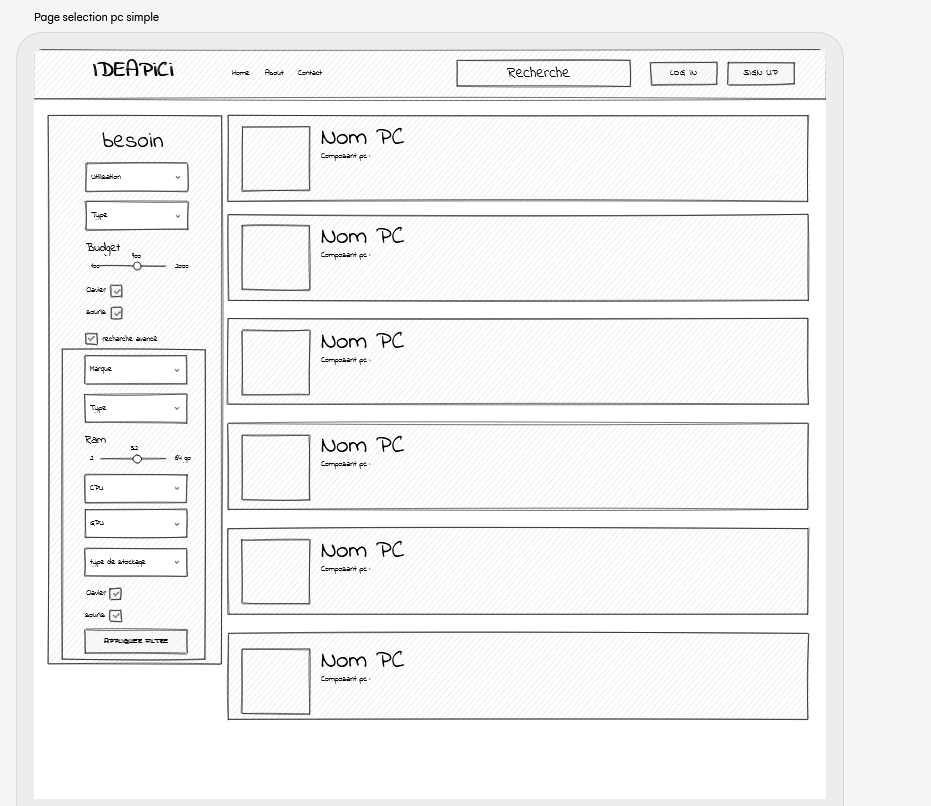 Page selection pc simple
IDEAPiCi
Home About Contact
Recherche
LOG IN
SIGN UP
besoin
Utilisation
Type
Budget
700
100
2000
Clavier
souris
recherche avancé
Marque
Type
Ram
32
2
64 go
CPU
GPU
type de stockage
Clavier
souris
APPLIQUER FILTRE
Nom PC
Composant pc :
Nom PC
Composant pc :
Nom PC
Composant pc :
Nom PC
Composant pc :
Nom PC
Composant pc :
Nom PC
Composant pc :